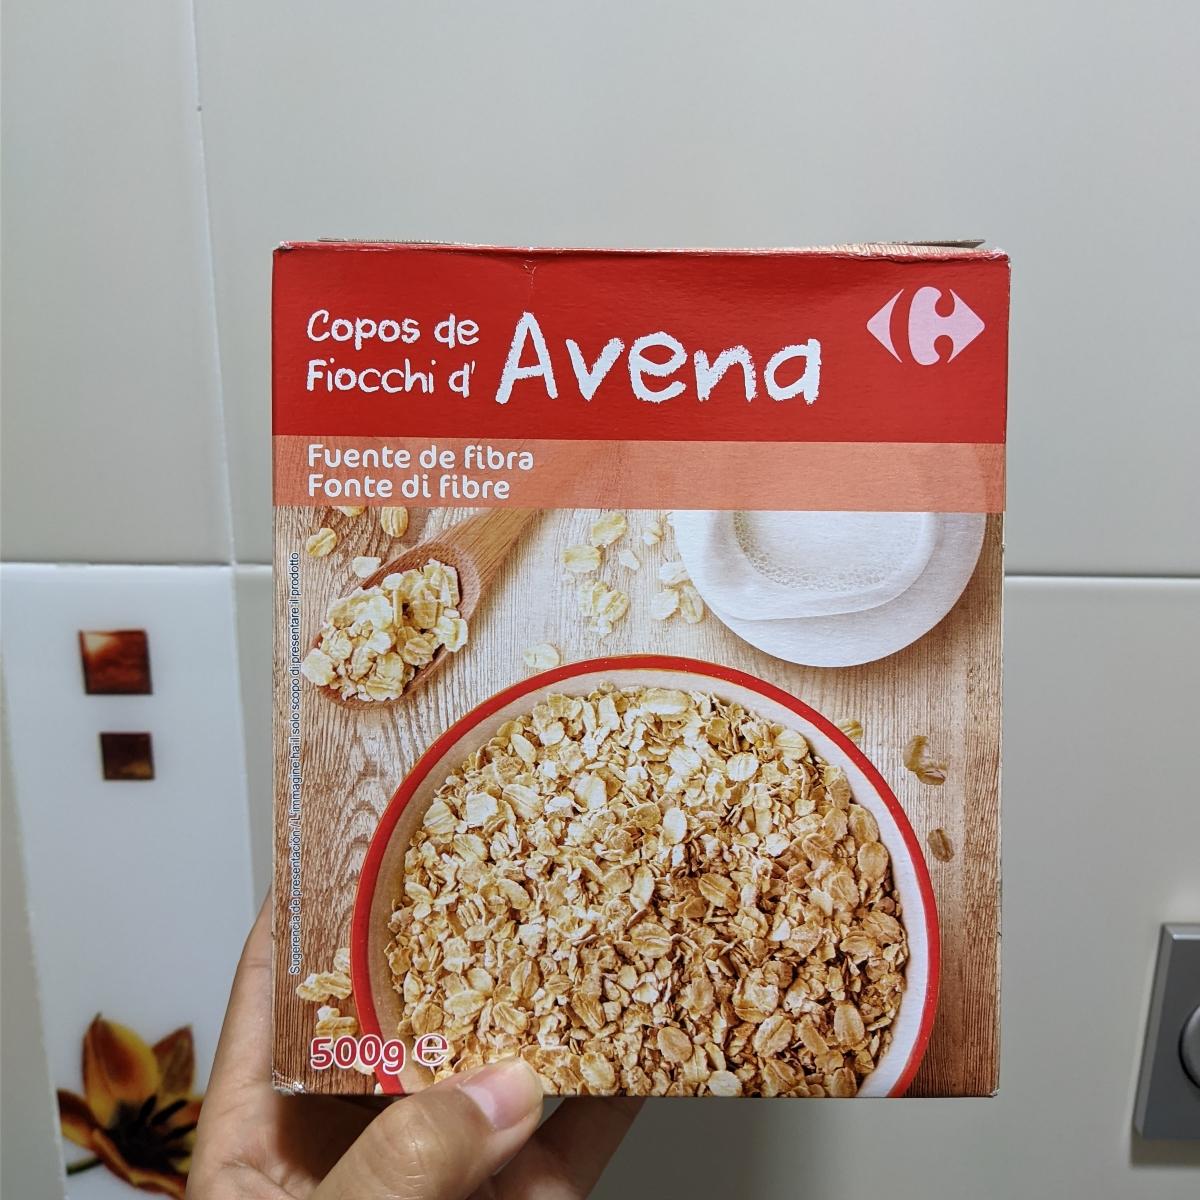 Copos de
Fiocchi d'
Avena
Fuente de fibra
Fonte di fibre
Sugerencia de presentación / L'immagine ha il solo scopo di presentare il prodotto
500g e